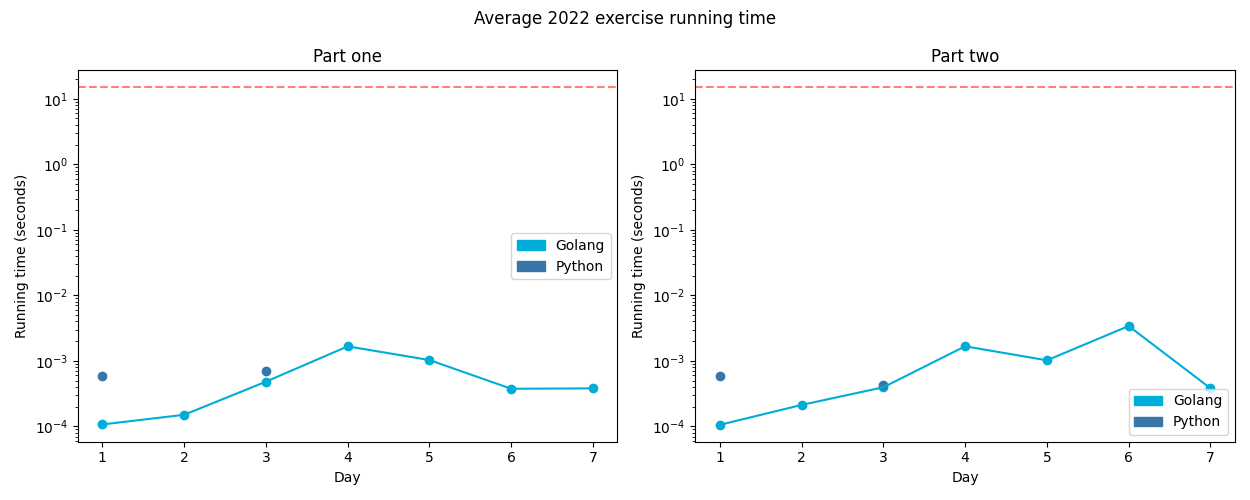 Average 2022 exercise running time
Part one
Running time (seconds)
10^1
10^0
10^-1
10^-2
10^-3
10^-4
1 2 3 4 5 6 7
Day
Golang
Python
Part two
Running time (seconds)
10^1
10^0
10^-1
10^-2
10^-3
10^-4
1 2 3 4 5 6 7
Day
Golang
Python